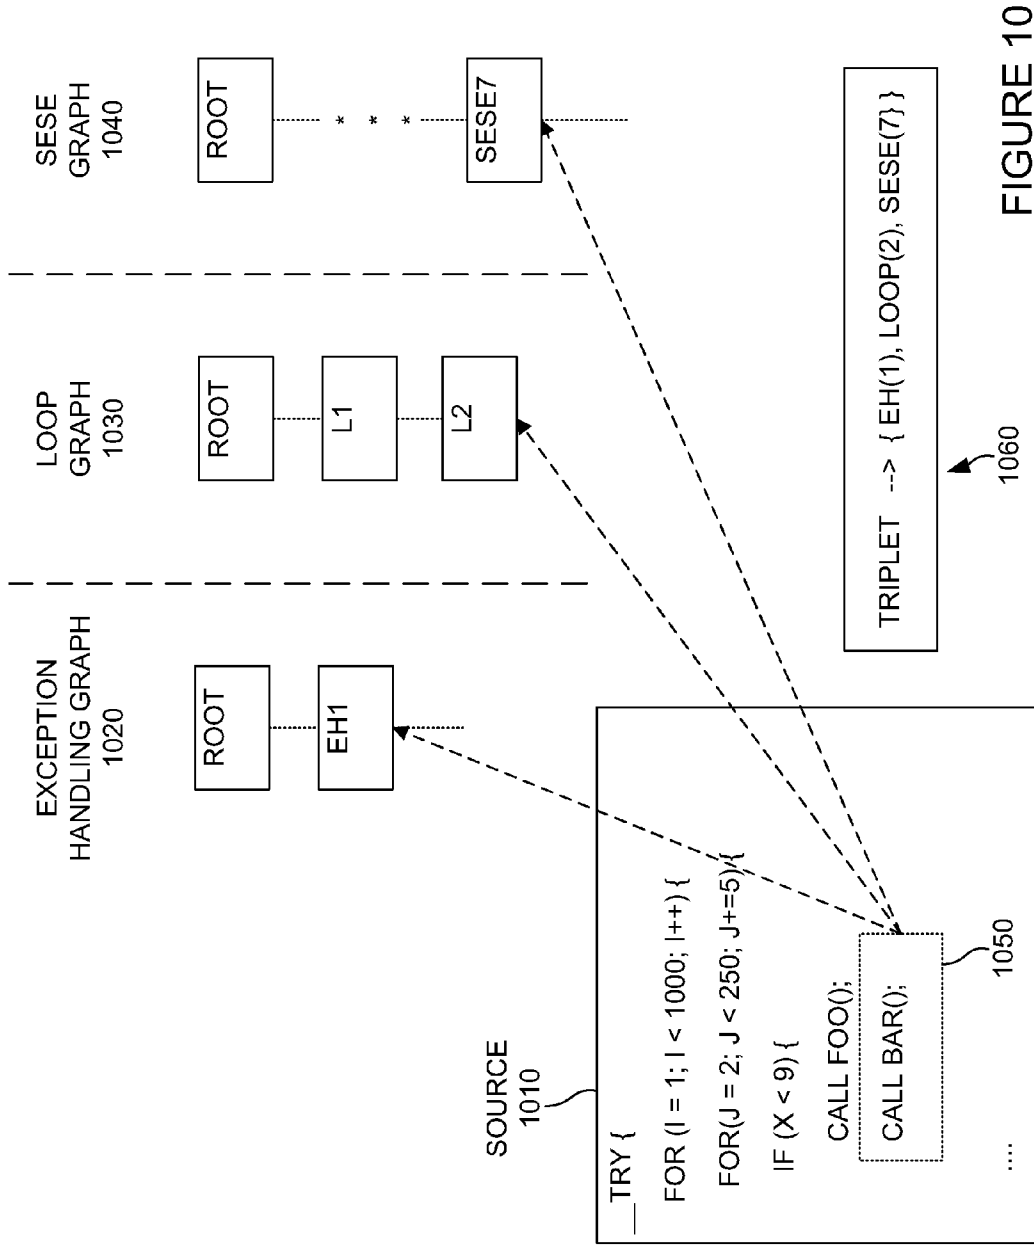 EXCEPTION
HANDLING GRAPH
1020
LOOP
GRAPH
1030
SESE
GRAPH
1040
ROOT
EH1
ROOT
L1
L2
ROOT
*
*
*
SESE7
SOURCE
1010
__TRY {
FOR (I = 1; I < 1000; I++) {
FOR(J = 2; J < 250; J+=5) {
IF (X < 9) {
CALL FOO();
CALL BAR();
....
1050
TRIPLET --> { EH(1), LOOP(2), SESE(7) }
1060
FIGURE 10